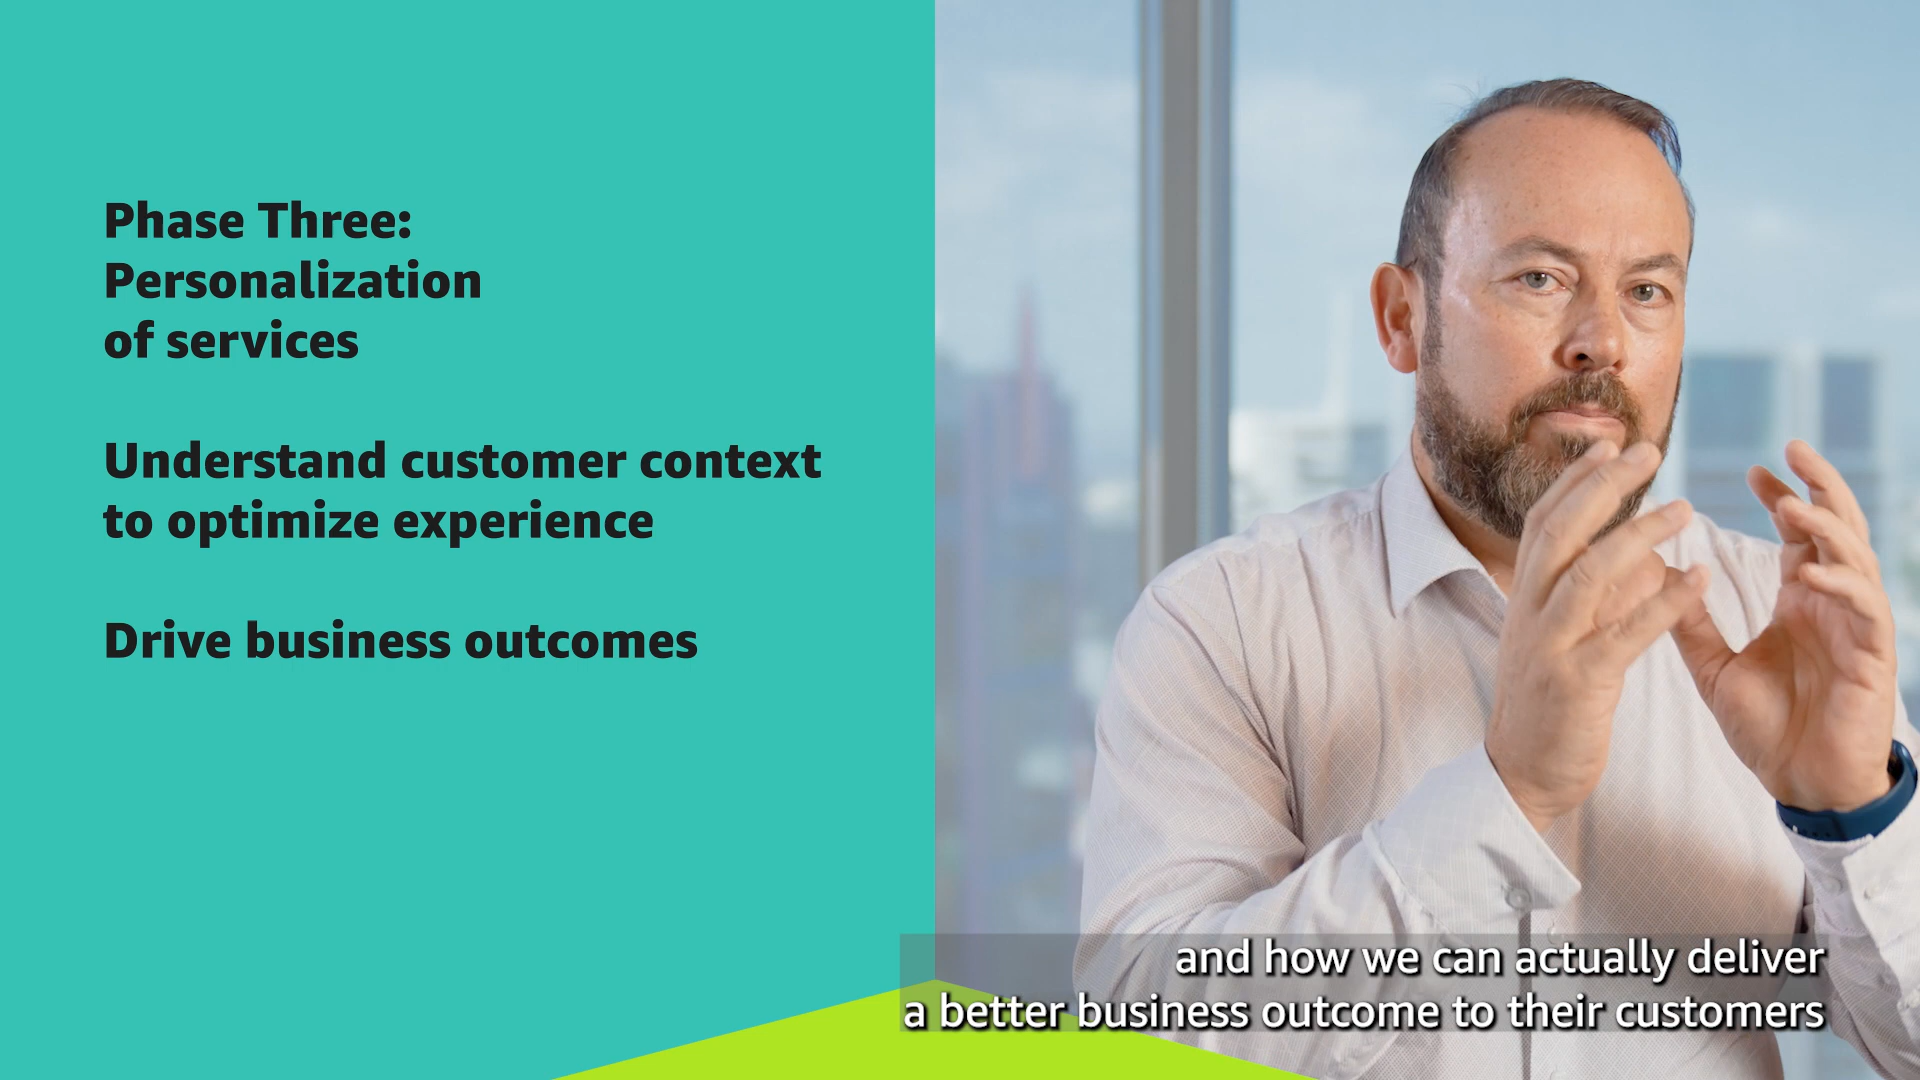 Phase Three:
Personalization
of services
Understand customer context
to optimize experience
Drive business outcomes
and how we can actually deliver
a better business outcome to their customers